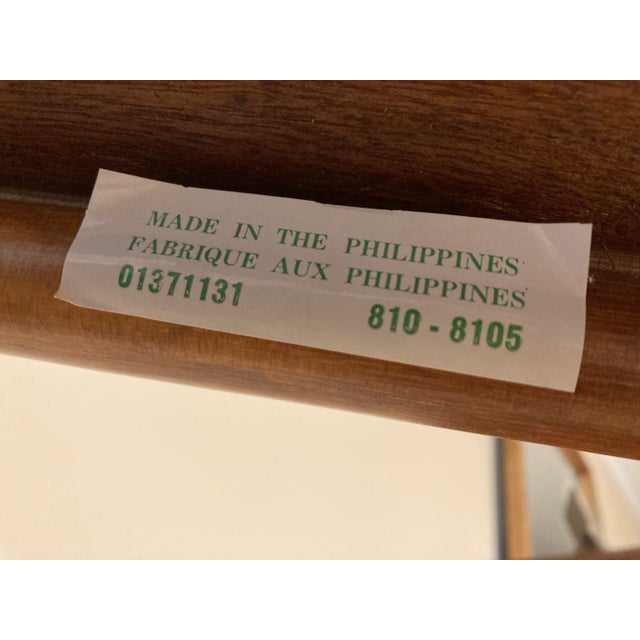 MADE IN THE PHILIPPINES
FABRIQUE AUX PHILIPPINES
01371131 810 - 8105